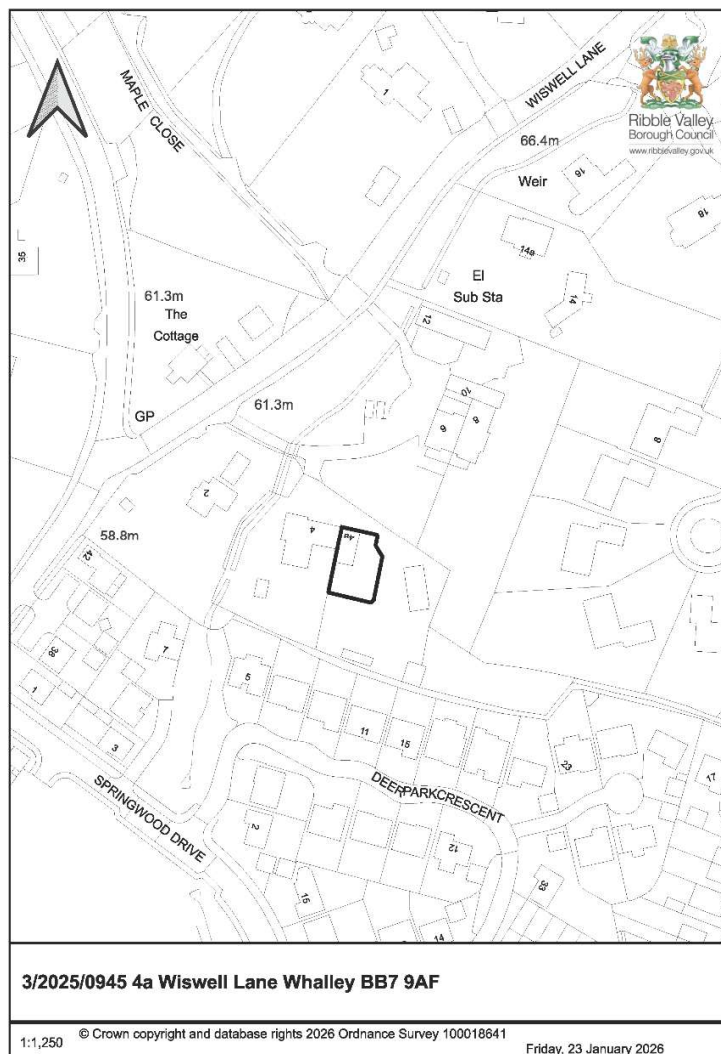 Ribble Valley
Borough Council
www.ribblevalley.gov.uk
WISWELL LANE
MAPLE CLOSE
1
66.4m
Weir
16
18
14a
El
Sub Sta
14
35
61.3m
The
Cottage
12
10
8
6
8
GP
61.3m
2
4
4a
58.8m
42
38
7
1
3
5
11
15
23
17
DEER PARK CRESCENT
SPRINGWOOD DRIVE
2
12
33
15
14
3/2025/0945 4a Wiswell Lane Whalley BB7 9AF
1:1,250
© Crown copyright and database rights 2026 Ordnance Survey 100018641
Friday, 23 January 2026